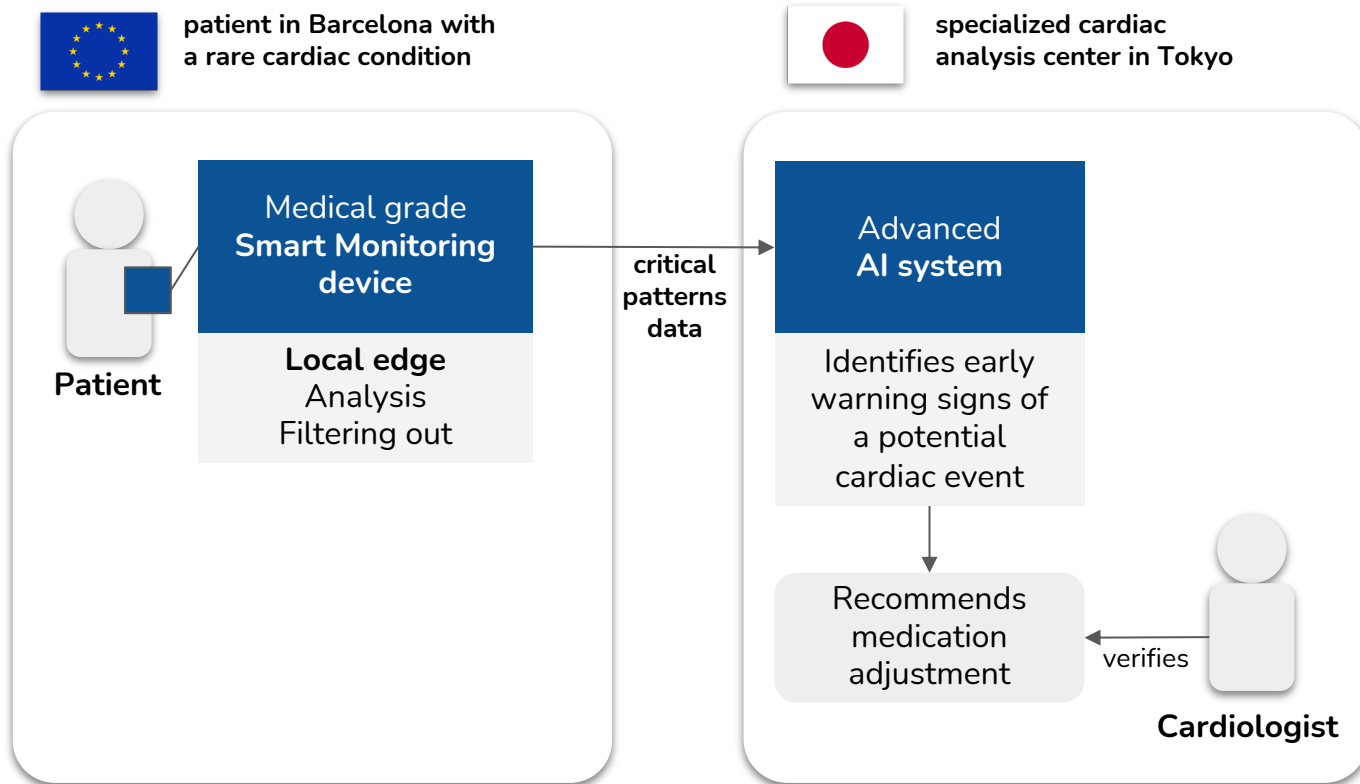 patient in Barcelona with
a rare cardiac condition
specialized cardiac
analysis center in Tokyo
Patient
Medical grade
Smart Monitoring
device
Local edge
Analysis
Filtering out
critical
patterns
data
Advanced
AI system
Identifies early
warning signs of
a potential
cardiac event
Recommends
medication
adjustment
verifies
Cardiologist